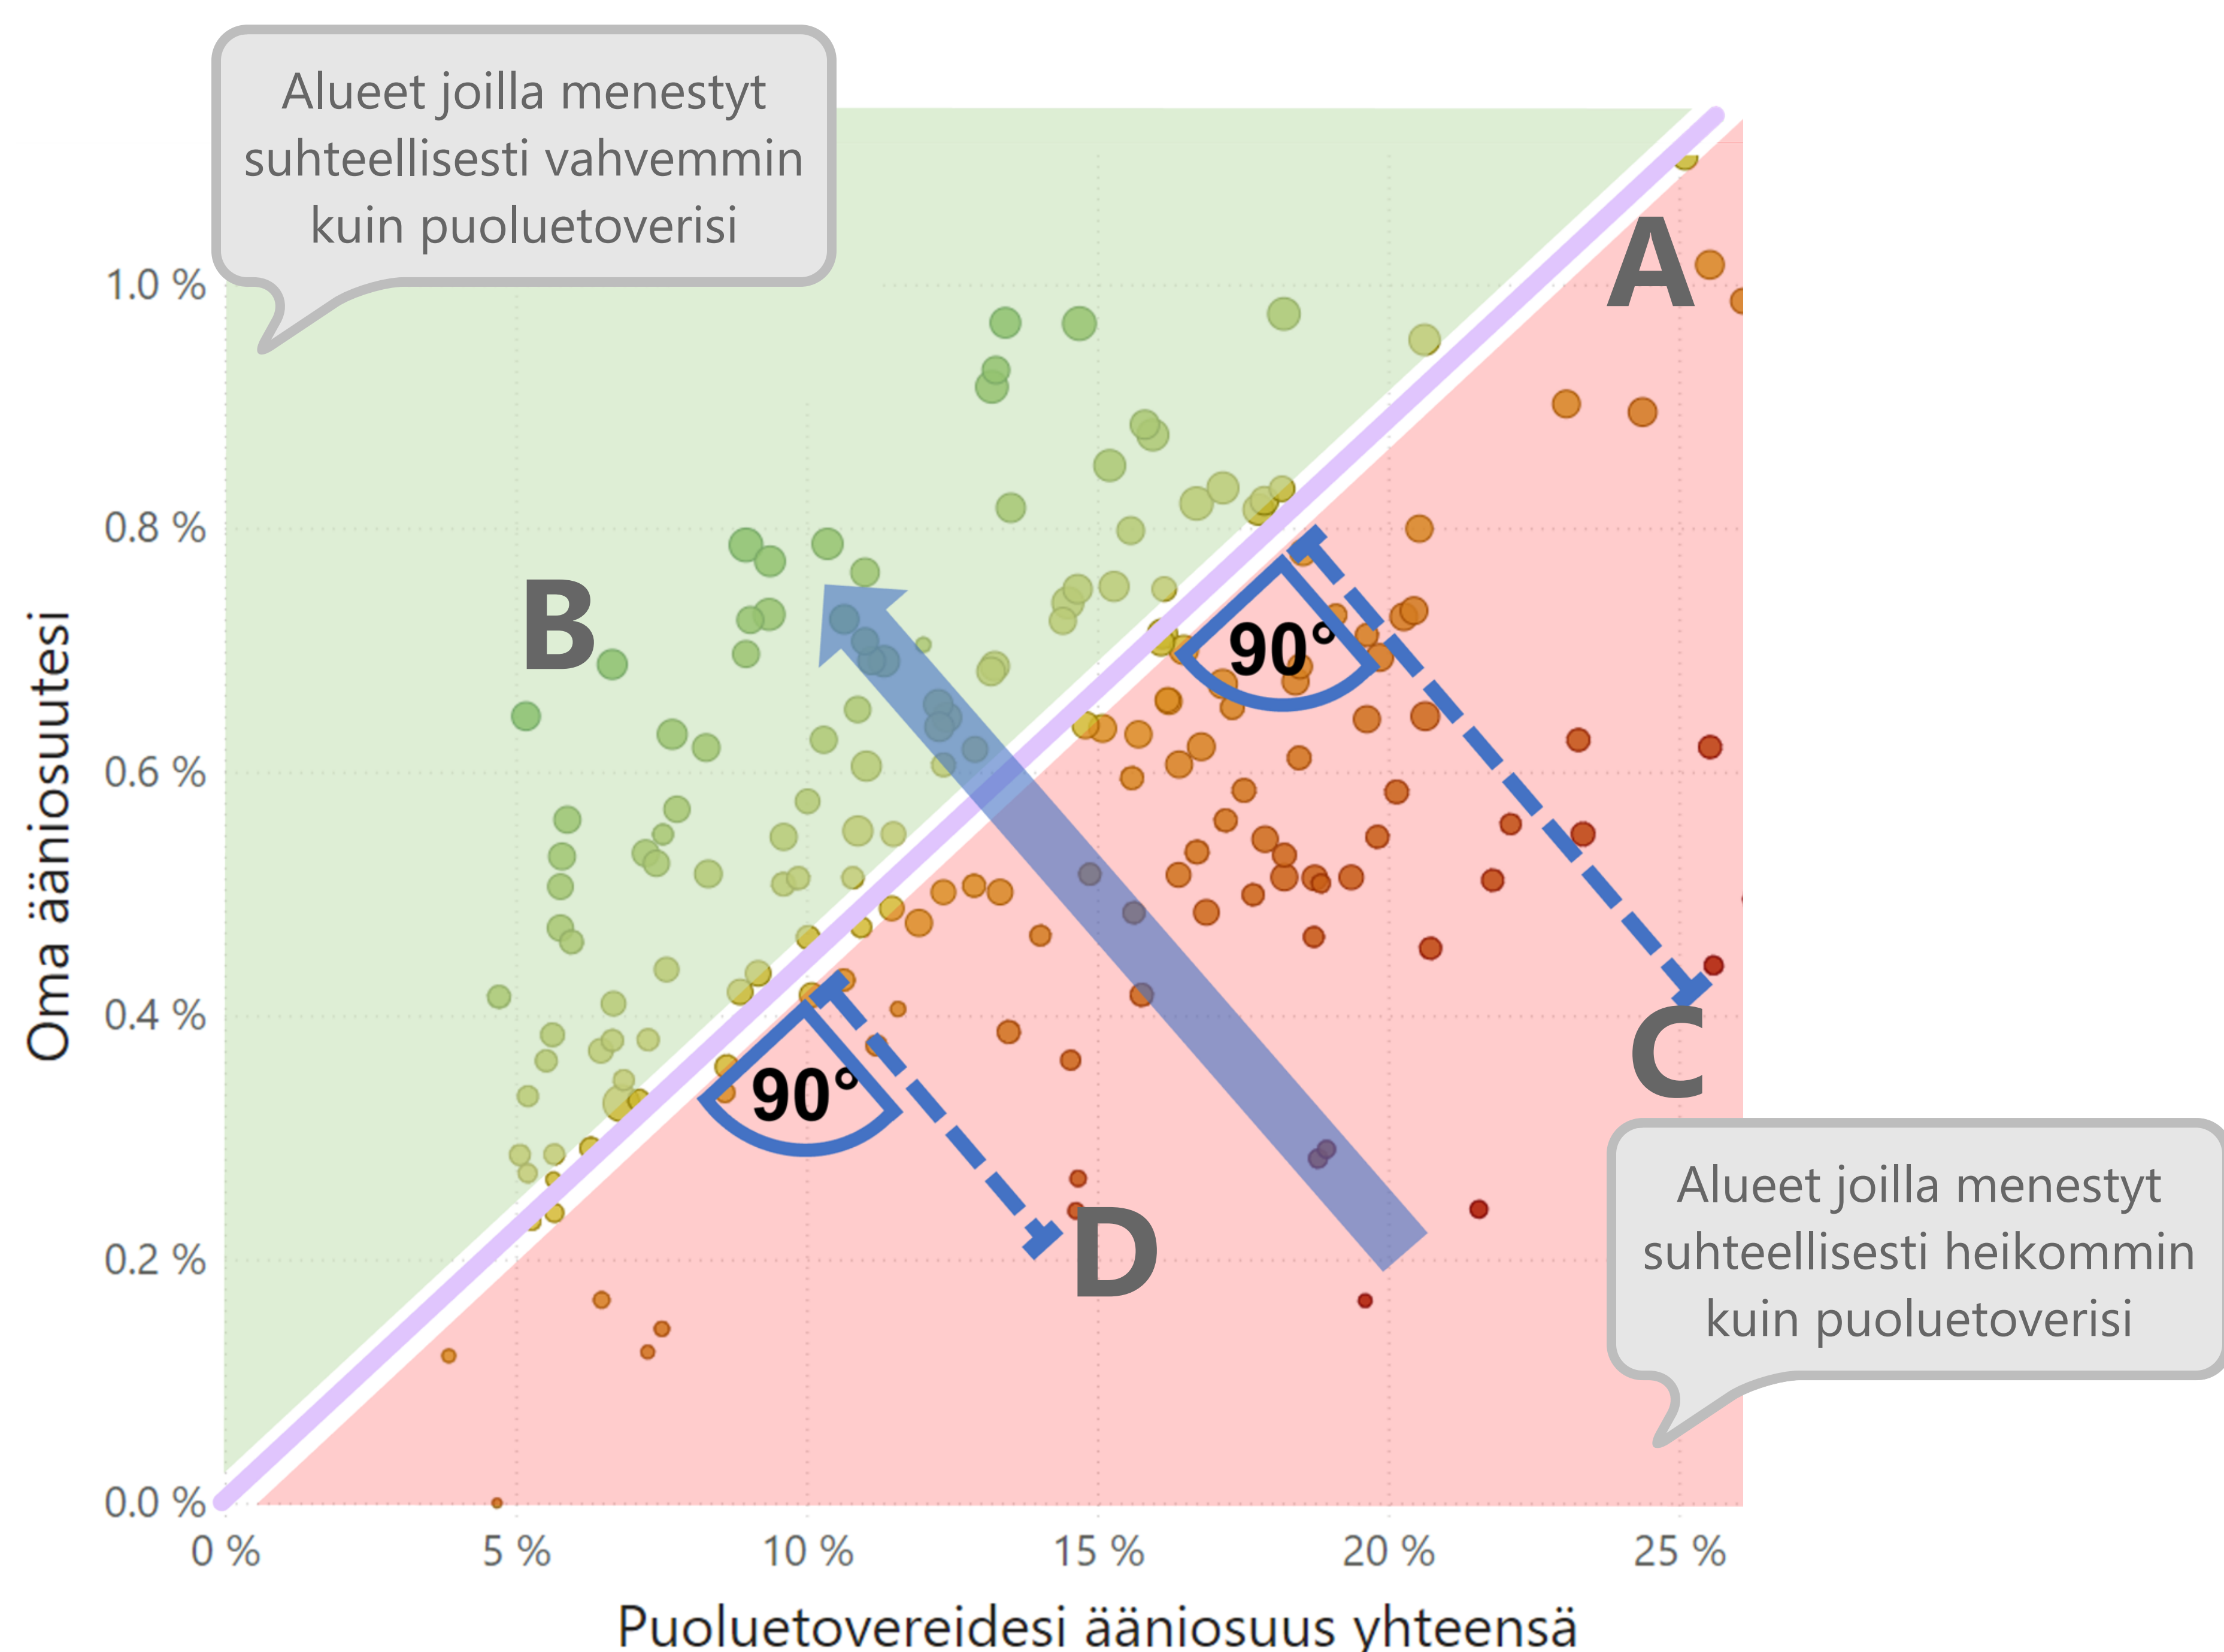 Alueet joilla menestyt
suhteellisesti vahvemmin
kuin puoluetoverisi
A
1.0 %
0.8 %
B
90°
0.6 %
Oma ääniosuutesi
0.4 %
C
90°
Alueet joilla menestyt
suhteellisesti heikommin
kuin puoluetoverisi
D
0.2 %
0.0 %
0 %
5 %
10 %
15 %
20 %
25 %
Puoluetovereidesi ääniosuus yhteensä